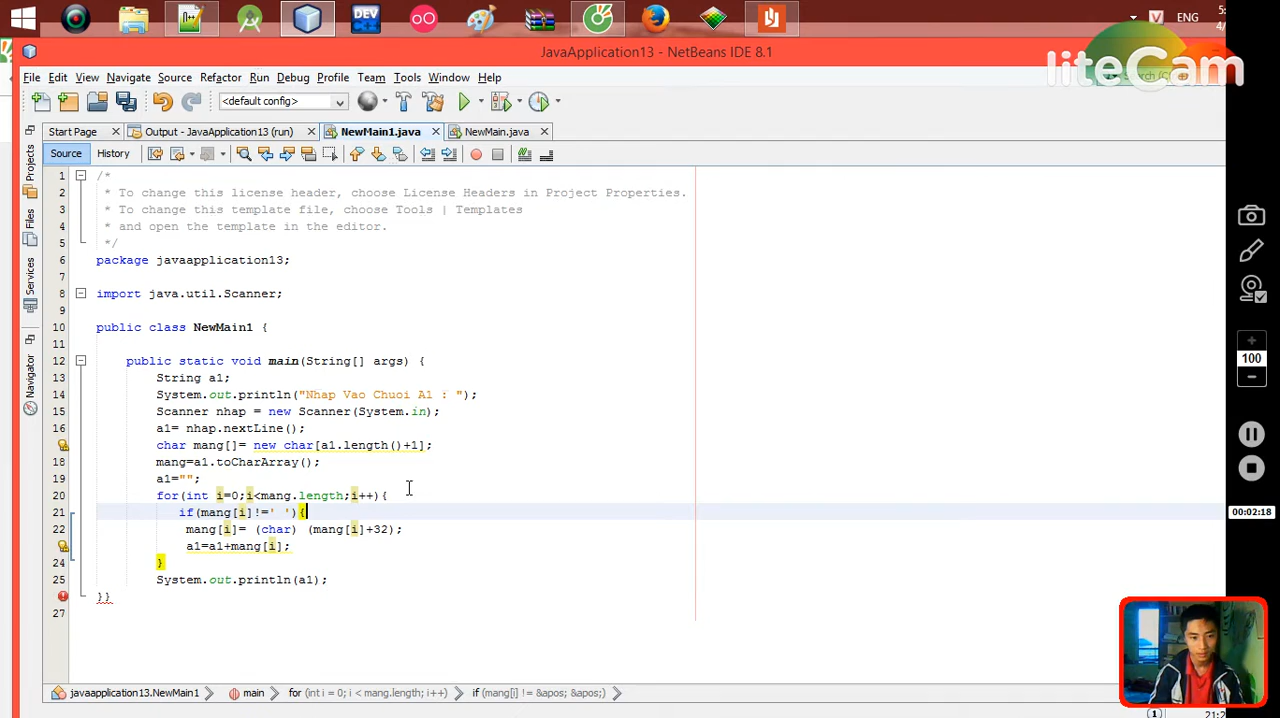 DEV
C++
ENG
5:
4/
JavaApplication13 - NetBeans IDE 8.1
liteCam
File Edit View Navigate Source Refactor Run Debug Profile Team Tools Window Help
<default config>
Start Page Output - JavaApplication13 (run) NewMain1.java NewMain.java
Source History
Projects
Files
Services
Navigator
1 /*
2 * To change this license header, choose License Headers in Project Properties.
3 * To change this template file, choose Tools | Templates
4 * and open the template in the editor.
5 */
6 package javaapplication13;
7
8 import java.util.Scanner;
9
10 public class NewMain1 {
11
12 public static void main(String[] args) {
13 String a1;
14 System.out.println("Nhap Vao Chuoi A1 : ");
15 Scanner nhap = new Scanner(System.in);
16 a1= nhap.nextLine();
char mang[]= new char[a1.length()+1];
18 mang=a1.toCharArray();
19 a1="";
20 for(int i=0;i<mang.length;i++){
21 if(mang[i]!=' '){
22 mang[i]= (char) (mang[i]+32);
a1=a1+mang[i];
24 }
25 System.out.println(a1);
}}
27
100
00:02:18
javaapplication13.NewMain1 main for (int i = 0; i < mang.length; i++) if (mang[i] != &apos; &apos;)
(1)
21:2